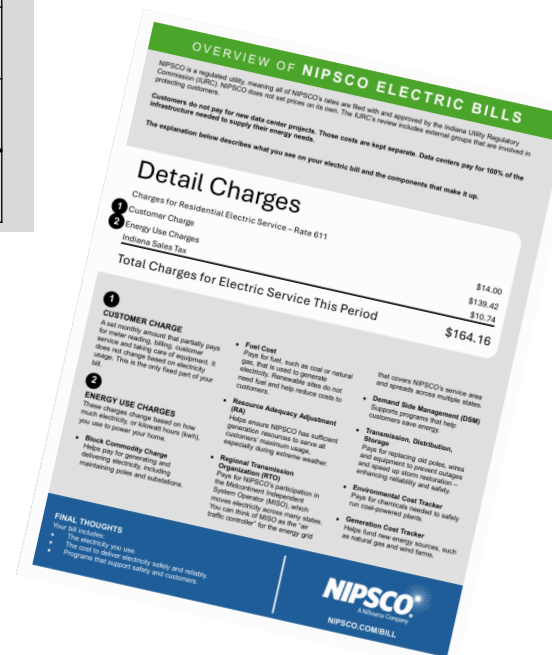 OVERVIEW OF NIPSCO ELECTRIC BILLS
NIPSCO is a regulated utility, meaning all of NIPSCO's rates are filed with and approved by the Indiana Utility Regulatory
Commission (IURC). NIPSCO does not set prices on its own. The IURC's review includes external groups that are involved in
protecting customers.
Customers do not pay for new data center projects. Those costs are kept separate. Data centers pay for 100% of the
infrastructure needed to supply their energy needs.
The explanation below describes what you see on your electric bill and the components that make it up.
Detail Charges
Charges for Residential Electric Service – Rate 611
1 Customer Charge $14.00
2 Energy Use Charges $139.42
Indiana Sales Tax $10.74
Total Charges for Electric Service This Period $164.16
1
CUSTOMER CHARGE
A set monthly amount that partially pays
for meter reading, billing, customer
service and taking care of equipment. It
does not change based on electricity
usage. This is the only fixed part of your
bill.
2
ENERGY USE CHARGES
These charges change based on how
much electricity, or kilowatt hours (kwh),
you use to power your home.
• Block Commodity Charge
Helps pay for generating and
delivering electricity, including
maintaining poles and substations.
• Fuel Cost
Pays for fuel, such as coal or natural
gas, that is used to generate
electricity. Renewable sites do not
need fuel and help reduce costs to
customers.
• Resource Adequacy Adjustment
(RA)
Helps ensure NIPSCO has sufficient
generation resources to serve all
customers' maximum usage,
especially during extreme weather.
• Regional Transmission
Organization (RTO)
Pays for NIPSCO's participation in
the Midcontinent Independent
System Operator (MISO), which
moves electricity across many states.
You can think of MISO as the "air
traffic controller" for the energy grid
that covers NIPSCO's service area
and spreads across multiple states.
• Demand Side Management (DSM)
Supports programs that help
customers save energy.
• Transmission, Distribution,
Storage
Pays for replacing old poles, wires
and equipment to prevent outages
and speed up storm restoration –
enhancing reliability and safety.
• Environmental Cost Tracker
Pays for chemicals needed to safely
run coal-powered plants.
• Generation Cost Tracker
Helps fund new energy sources, such
as natural gas and wind farms.
FINAL THOUGHTS
Your bill includes:
• The electricity you use.
• The cost to deliver electricity safely and reliably.
• Programs that support safety and customers.
NIPSCO
A NiSource Company
NIPSCO.COM/BILL